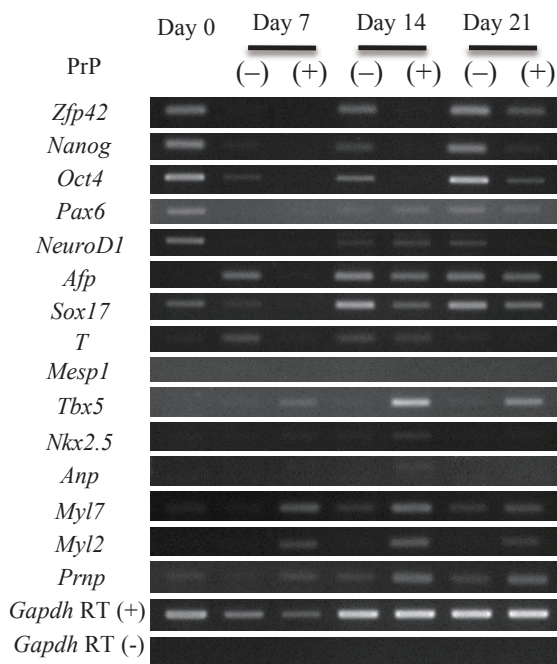 Day 0 Day 7 Day 14 Day 21
PrP (–) (+) (–) (+) (–) (+)
Zfp42
Nanog
Oct4
Pax6
NeuroD1
Afp
Sox17
T
Mesp1
Tbx5
Nkx2.5
Anp
Myl7
Myl2
Prnp
Gapdh RT (+)
Gapdh RT (-)